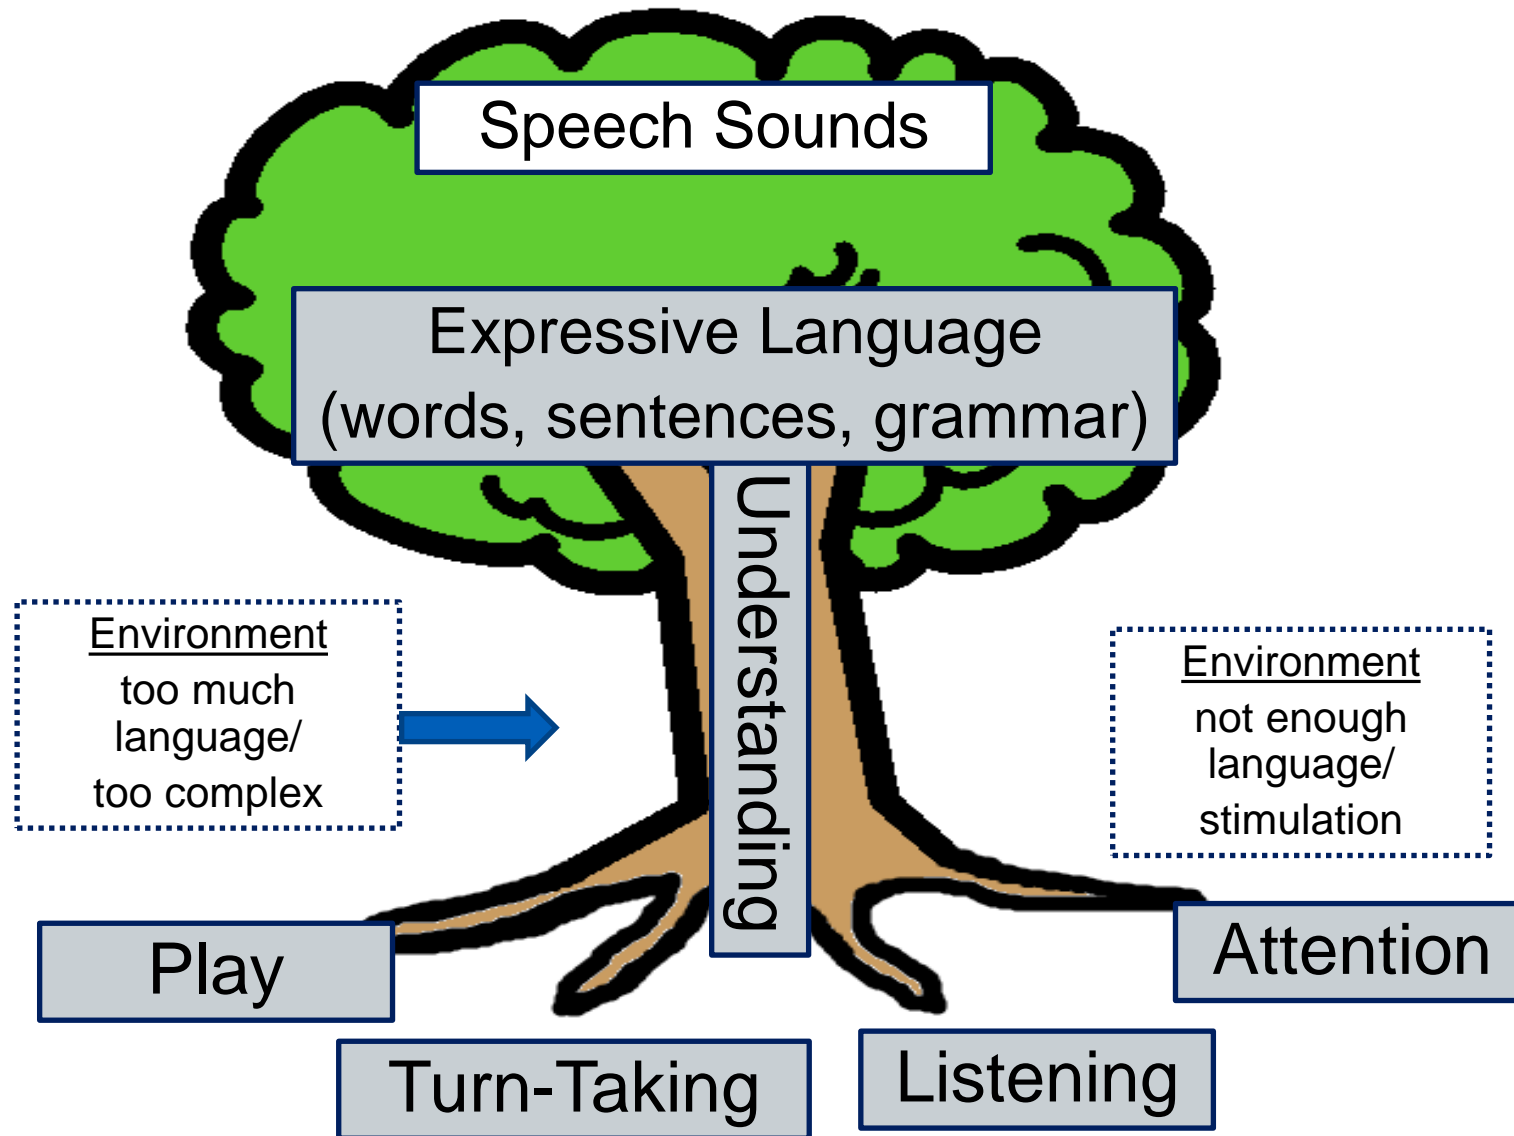 Speech Sounds
Expressive Language
(words, sentences, grammar)
Understanding
Environment
too much
language/
too complex
Environment
not enough
language/
stimulation
Play
Attention
Turn-Taking
Listening